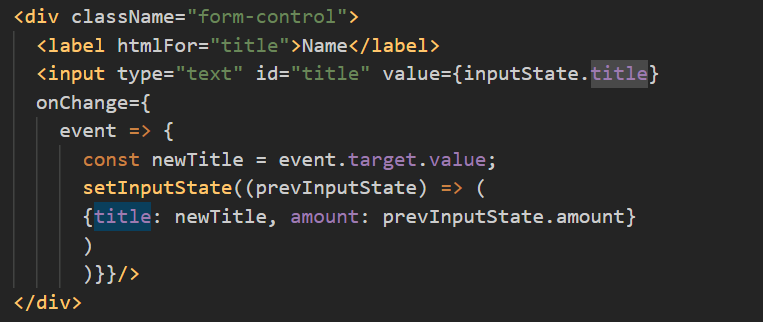 <div className="form-control">
<label htmlFor="title">Name</label>
<input type="text" id="title" value={inputState.title}
onChange={
event => {
const newTitle = event.target.value;
setInputState((prevInputState) => (
{title: newTitle, amount: prevInputState.amount}
)
)}}/>
</div>